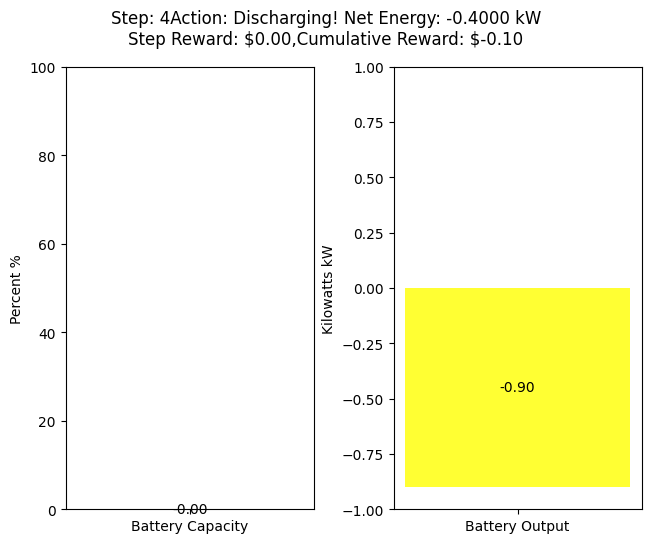 Step: 4Action: Discharging! Net Energy: -0.4000 kW
Step Reward: $0.00,Cumulative Reward: $-0.10
100
80
60
40
20
0
Percent %
0.00
Battery Capacity
1.00
0.75
0.50
0.25
0.00
−0.25
−0.50
−0.75
−1.00
Kilowatts kW
-0.90
Battery Output